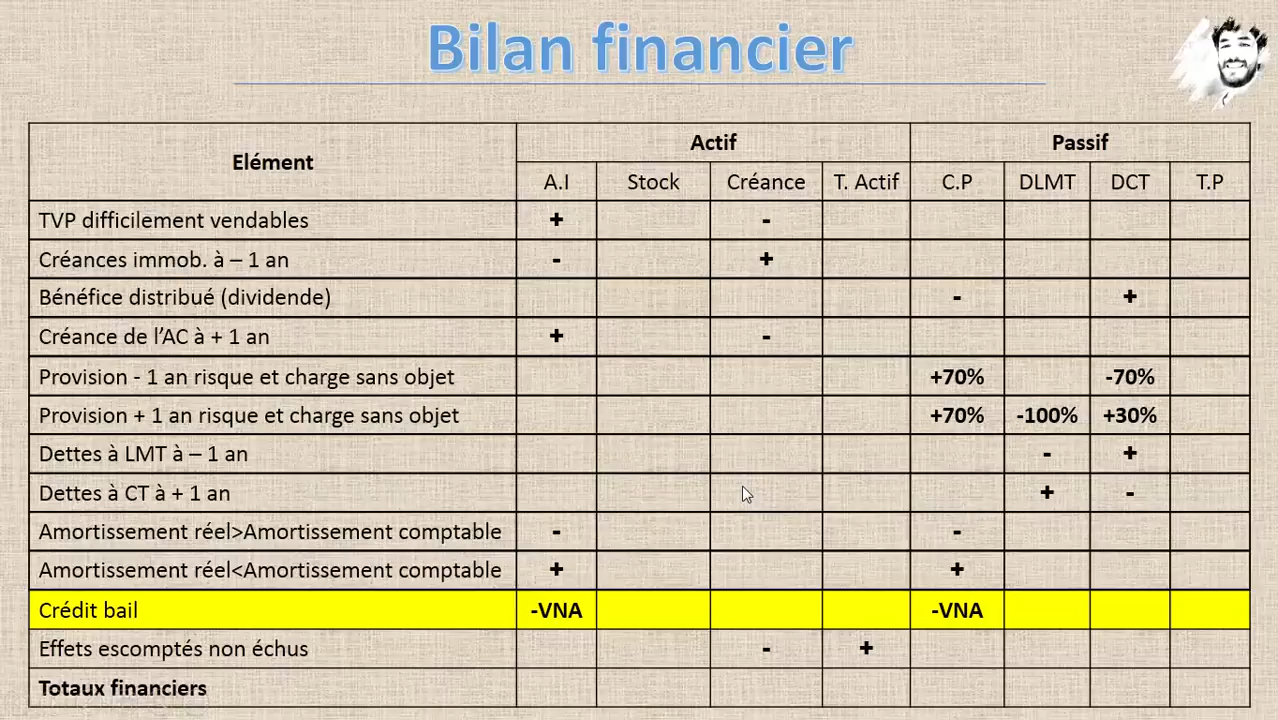 Bilan financier
Elément Actif Passif
A.I Stock Créance T. Actif C.P DLMT DCT T.P
TVP difficilement vendables + -
Créances immob. à – 1 an - +
Bénéfice distribué (dividende) - +
Créance de l’AC à + 1 an + -
Provision - 1 an risque et charge sans objet +70% -70%
Provision + 1 an risque et charge sans objet +70% -100% +30%
Dettes à LMT à – 1 an - +
Dettes à CT à + 1 an + -
Amortissement réel>Amortissement comptable - -
Amortissement réel<Amortissement comptable + +
Crédit bail -VNA -VNA
Effets escomptés non échus - +
Totaux financiers